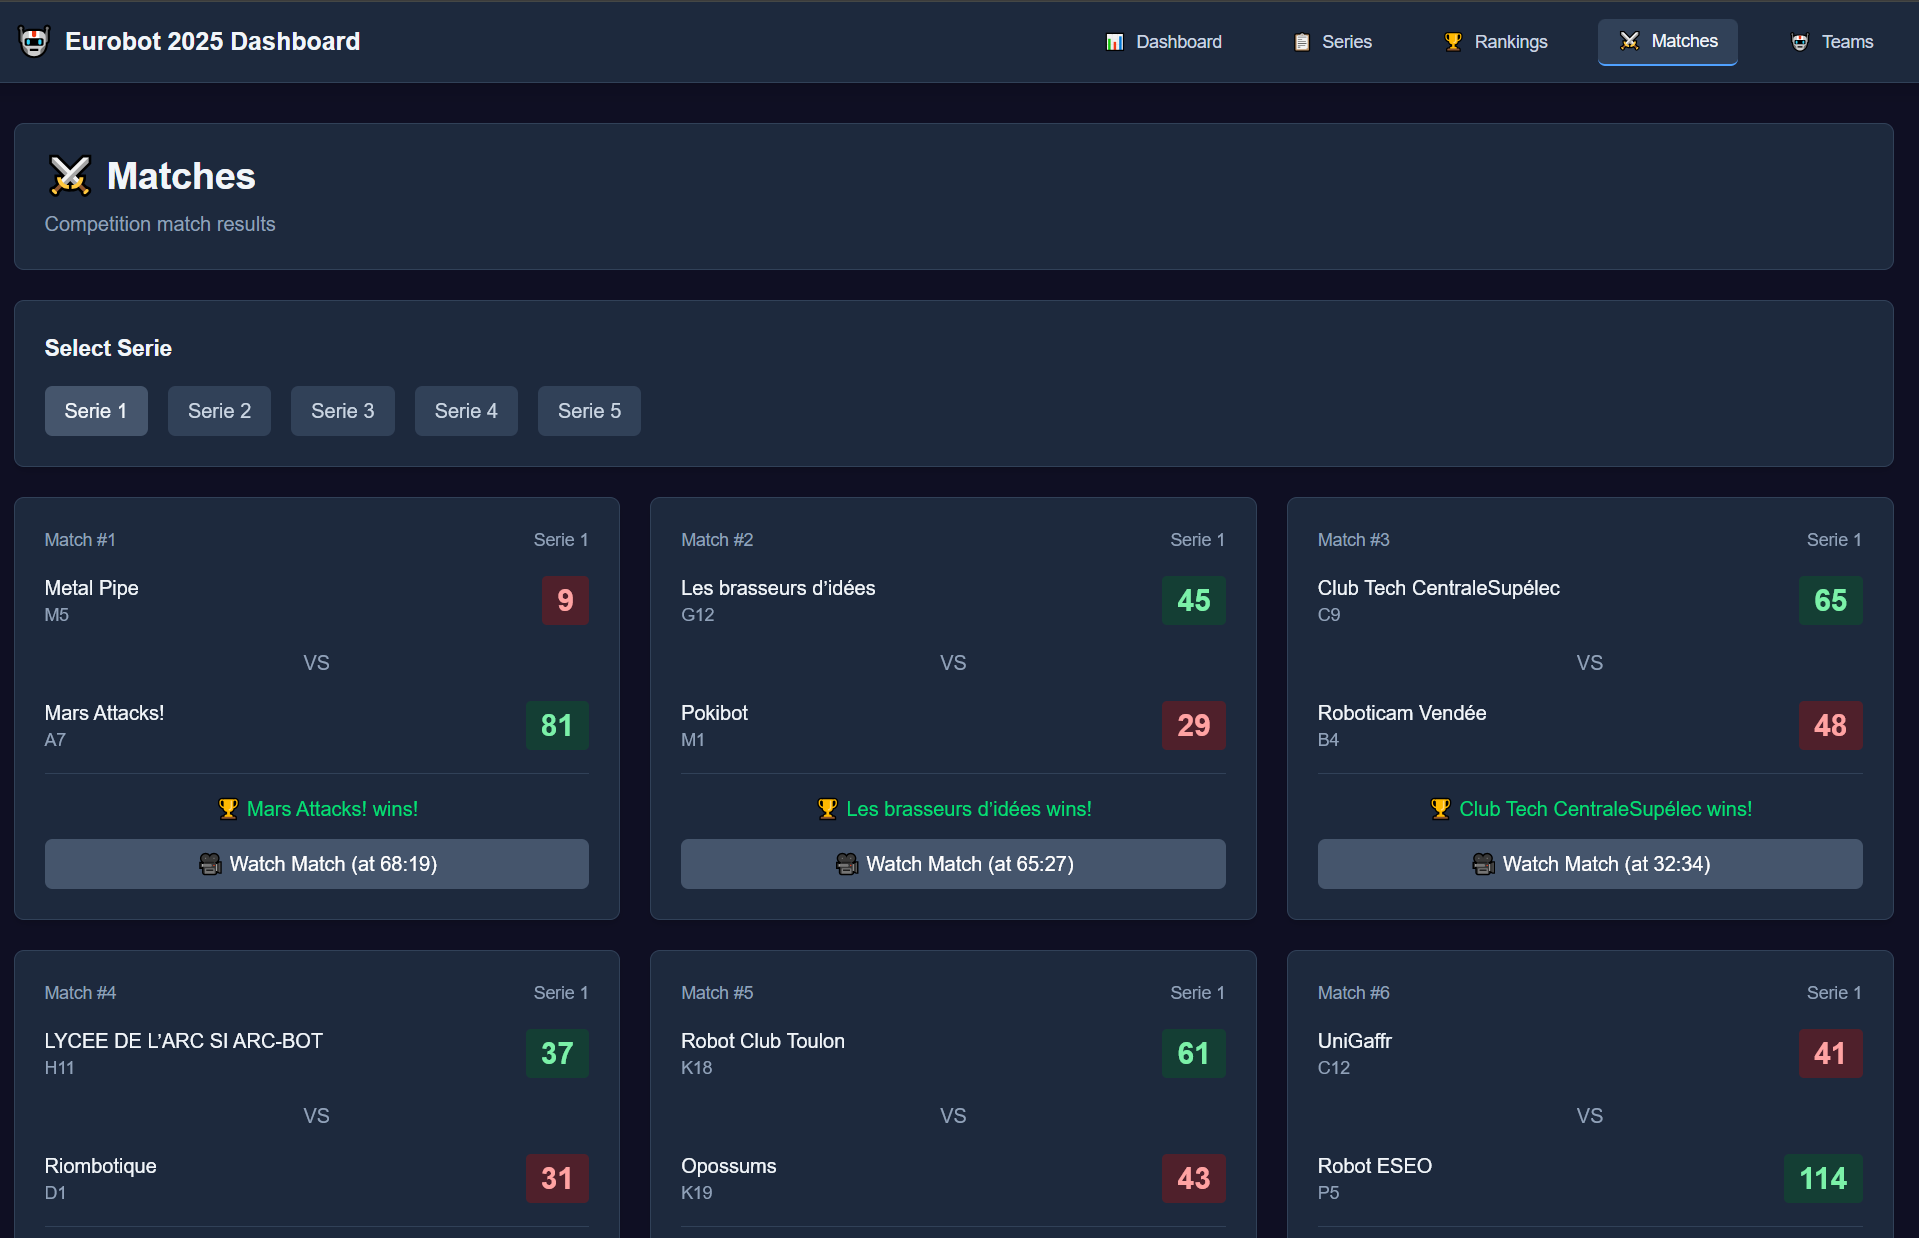 Eurobot 2025 Dashboard
Dashboard
Series
Rankings
Matches
Teams
Matches
Competition match results
Select Serie
Serie 1
Serie 2
Serie 3
Serie 4
Serie 5
Match #1
Serie 1
Metal Pipe
M5
9
VS
Mars Attacks!
A7
81
Mars Attacks! wins!
Watch Match (at 68:19)
Match #2
Serie 1
Les brasseurs d’idées
G12
45
VS
Pokibot
M1
29
Les brasseurs d’idées wins!
Watch Match (at 65:27)
Match #3
Serie 1
Club Tech CentraleSupélec
C9
65
VS
Roboticam Vendée
B4
48
Club Tech CentraleSupélec wins!
Watch Match (at 32:34)
Match #4
Serie 1
LYCEE DE L’ARC SI ARC-BOT
H11
37
VS
Riombotique
D1
31
Match #5
Serie 1
Robot Club Toulon
K18
61
VS
Opossums
K19
43
Match #6
Serie 1
UniGaffr
C12
41
VS
Robot ESEO
P5
114